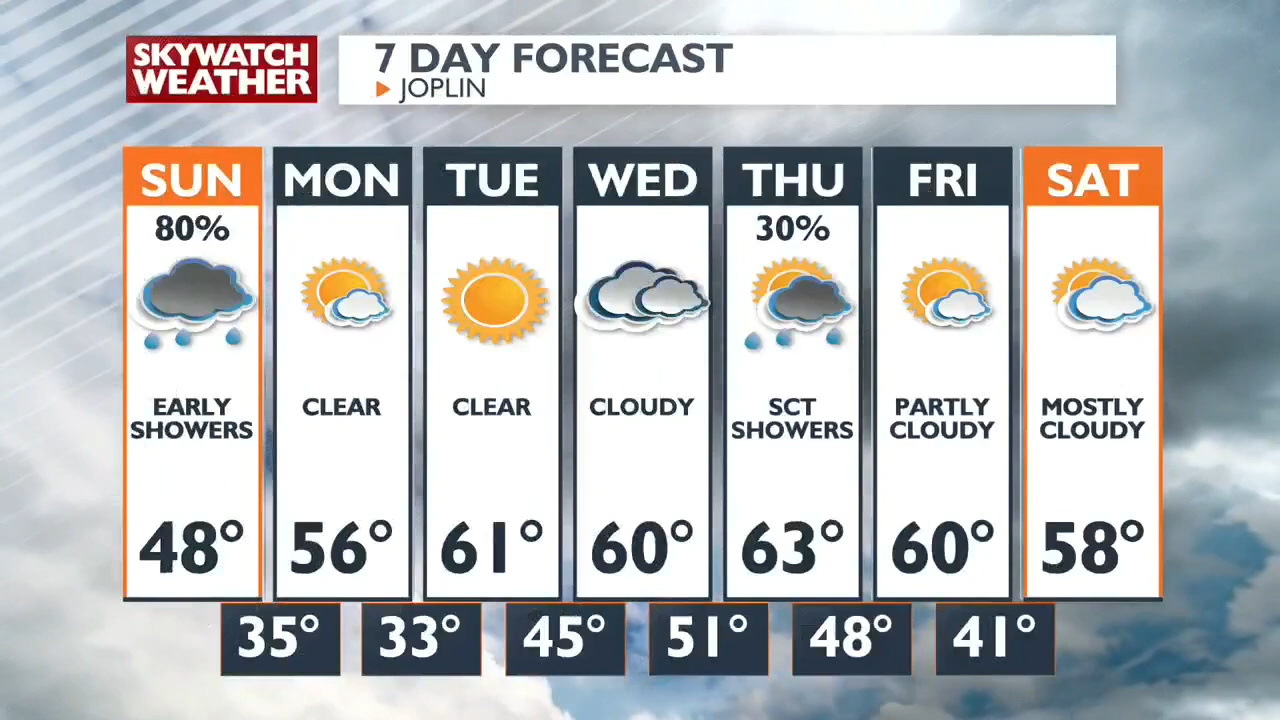 SKYWATCH
WEATHER
7 DAY FORECAST
JOPLIN
SUN MON TUE WED THU FRI SAT
80% 30%
EARLY SHOWERS
CLEAR
CLEAR
CLOUDY
SCT SHOWERS
PARTLY CLOUDY
MOSTLY CLOUDY
48° 56° 61° 60° 63° 60° 58°
35° 33° 45° 51° 48° 41°